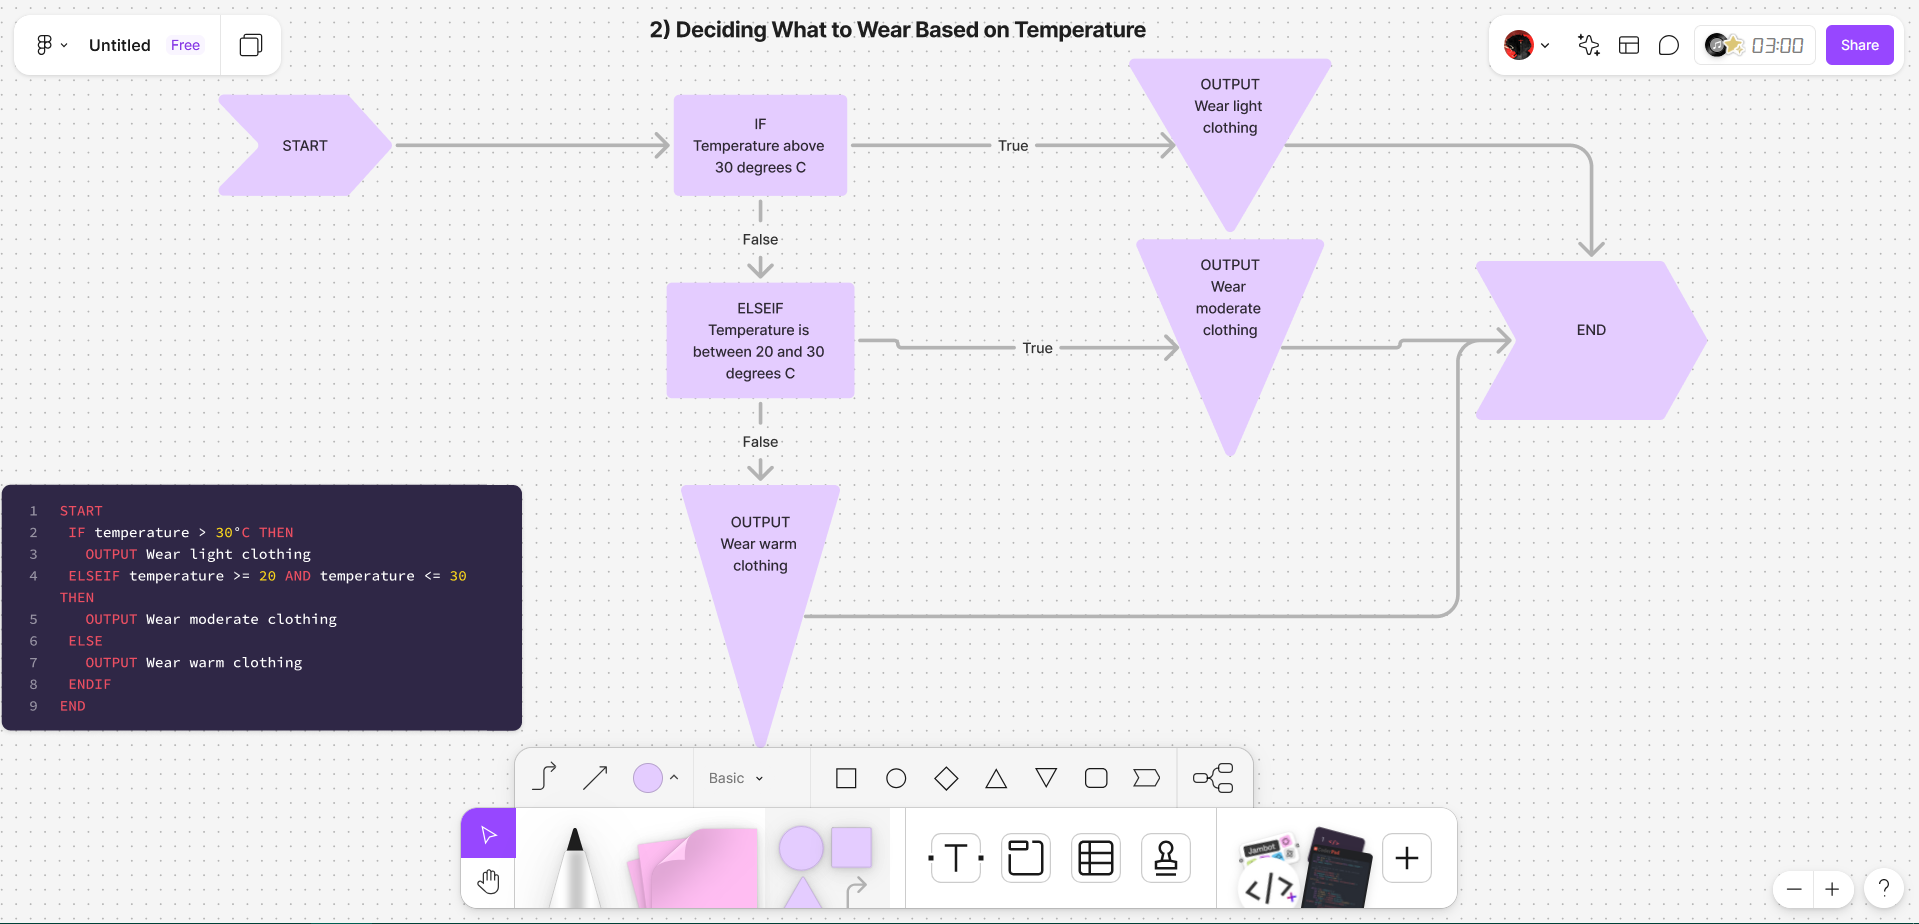 2) Deciding What to Wear Based on Temperature
Untitled
Free
03:00
Share
START
IF
Temperature above
30 degrees C
True
OUTPUT
Wear light
clothing
False
ELSEIF
Temperature is
between 20 and 30
degrees C
True
OUTPUT
Wear
moderate
clothing
END
False
OUTPUT
Wear warm
clothing
1 START
2 IF temperature > 30°C THEN
3 OUTPUT Wear light clothing
4 ELSEIF temperature >= 20 AND temperature <= 30
THEN
5 OUTPUT Wear moderate clothing
6 ELSE
7 OUTPUT Wear warm clothing
8 ENDIF
9 END
Basic
T
Jambot
</>
?